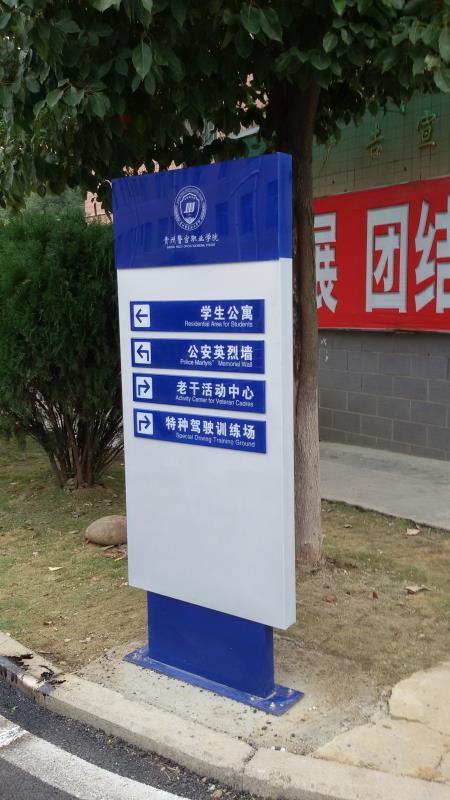 贵州警官职业学院
学生公寓
Residential Area for Students
公安英烈墙
Police Martyrs' Memorial Wall
老干活动中心
Activity Center for Veteran Cadres
特种驾驶训练场
Special Driving Training Ground
展 团结
宣